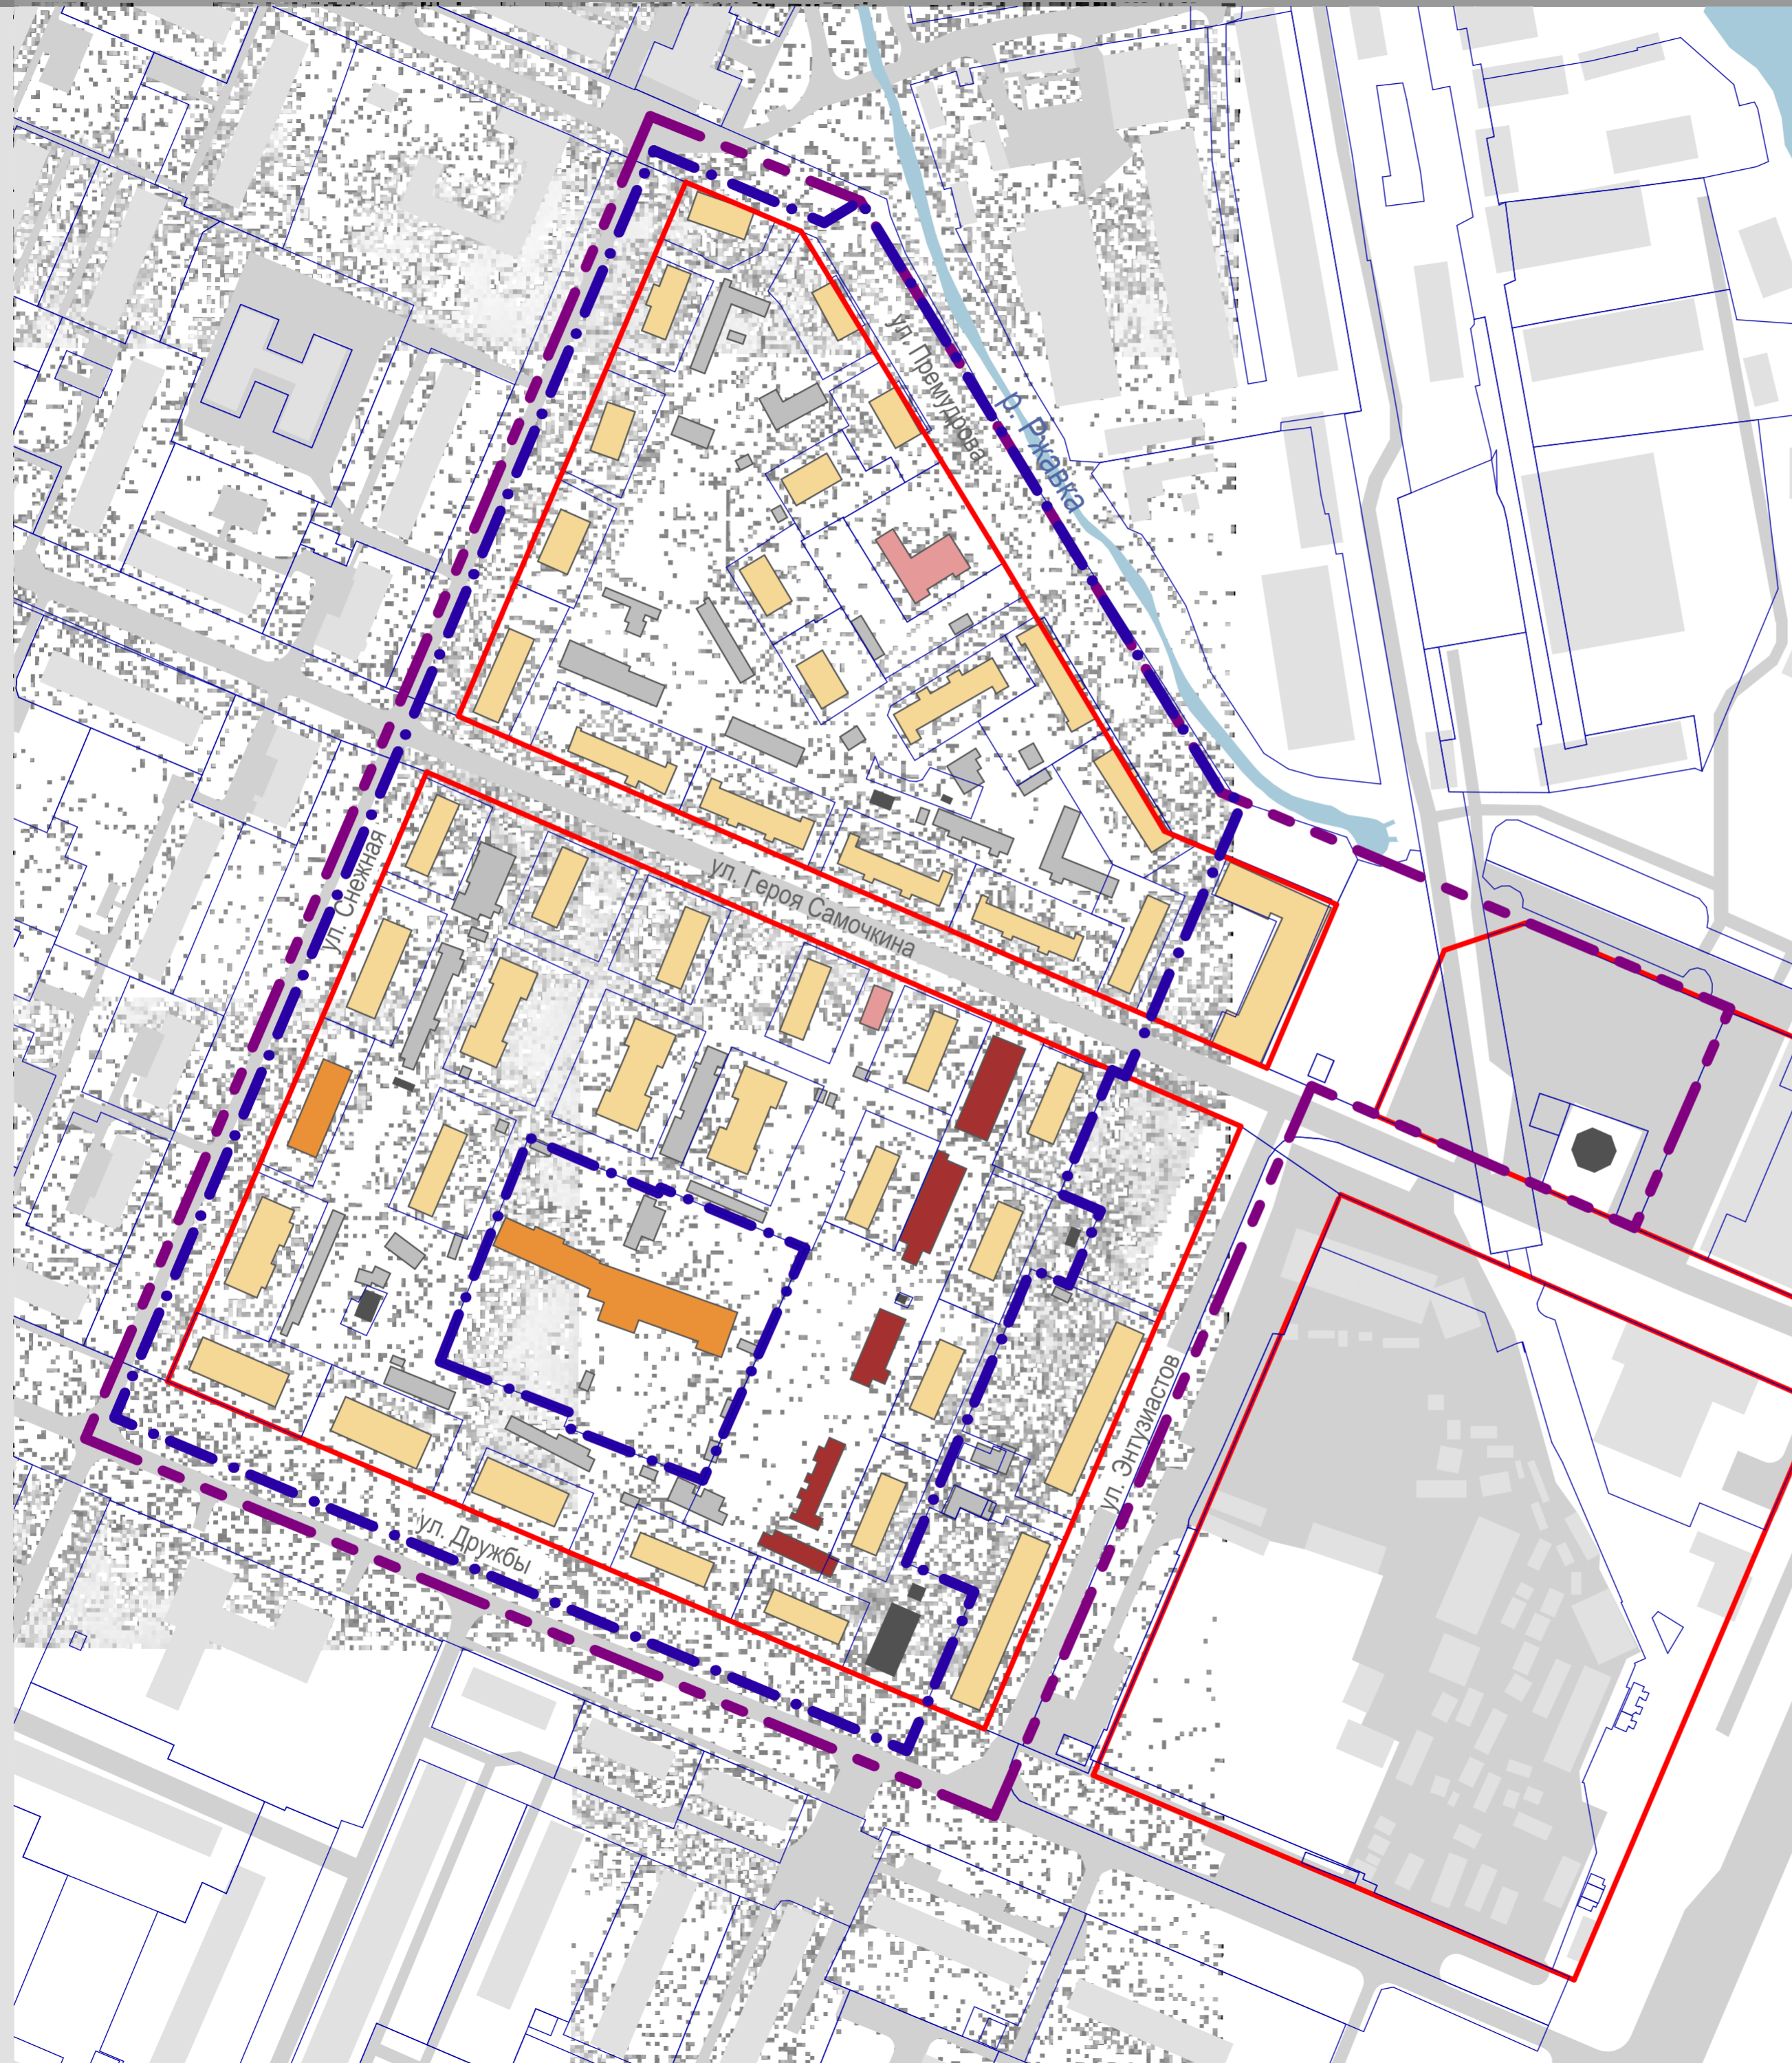 ул. Премудрова
р. Ржавка
ул. Снежная
ул. Героя Самочкина
ул. Энтузиастов
ул. Дружбы